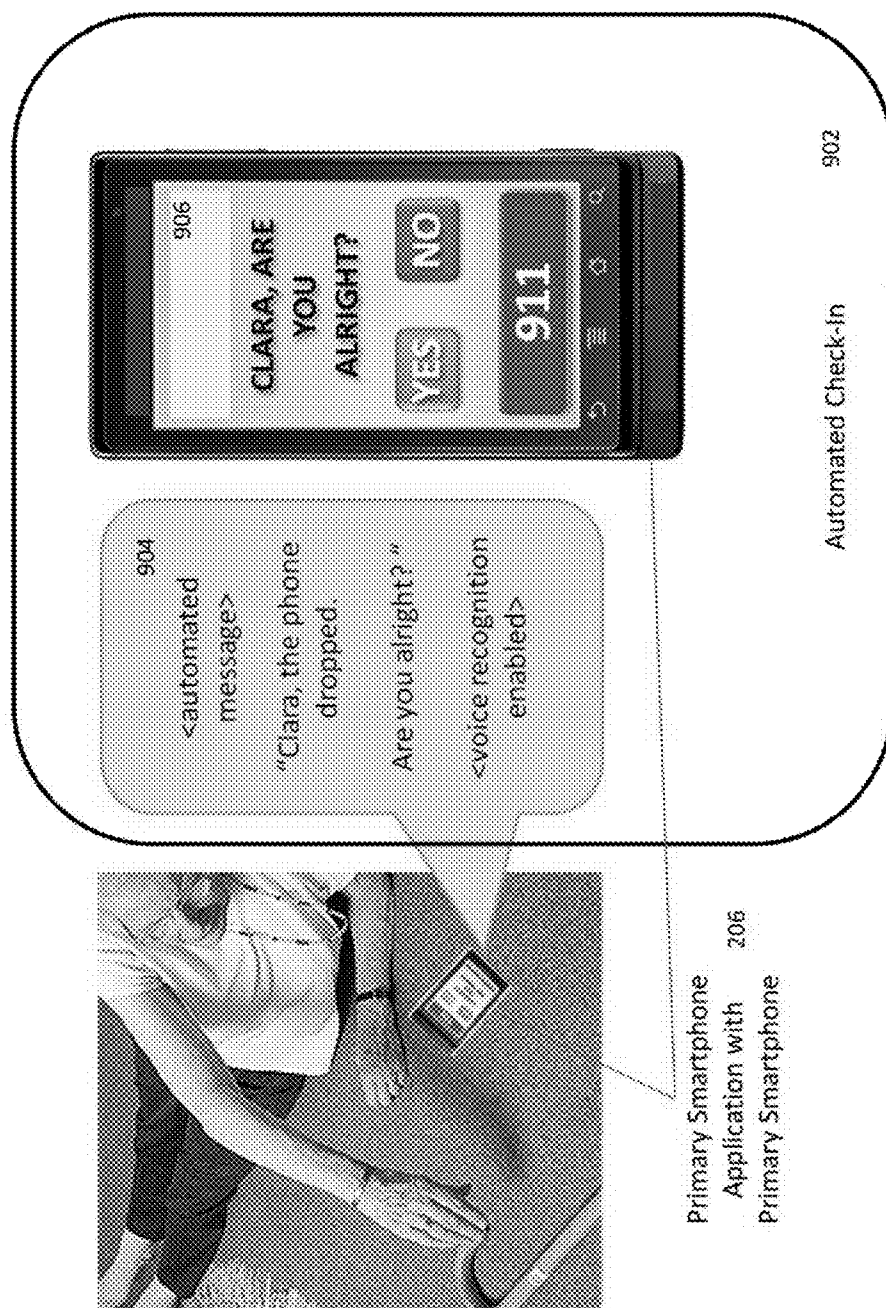 Primary Smartphone
Application with 206
Primary Smartphone
904
<automated
message>
"Clara, the phone
dropped.
Are you alright? "
<voice recognition
enabled>
906
CLARA, ARE
YOU
ALRIGHT?
YES NO
911
Automated Check-In
902